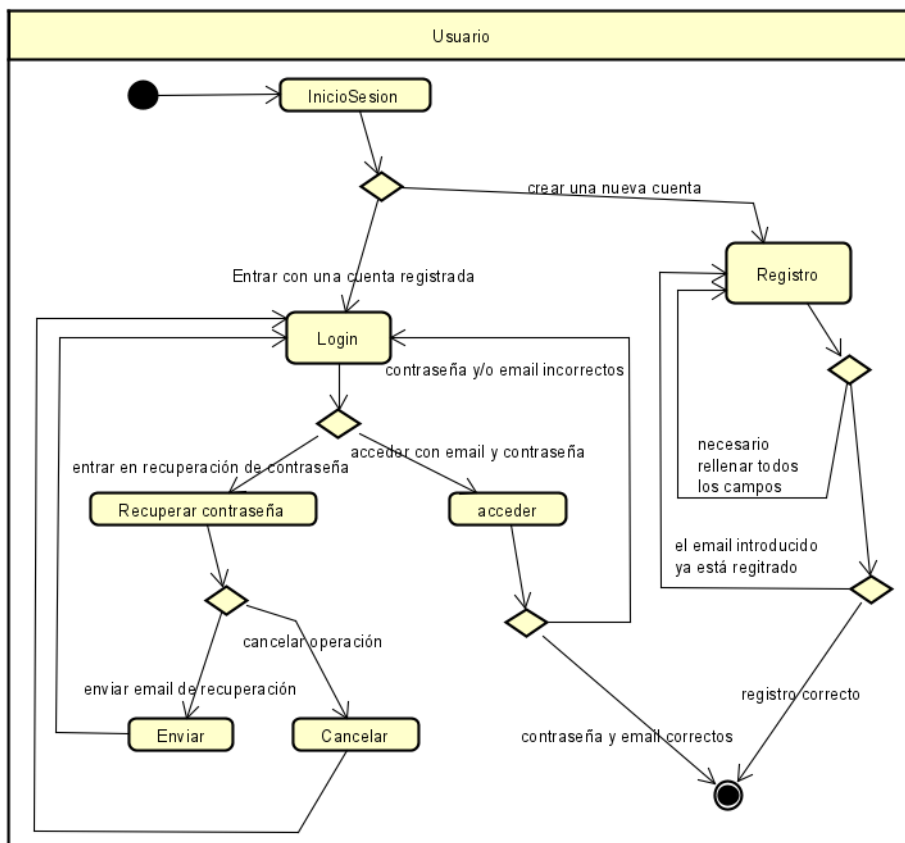 Usuario
InicioSesion
crear una nueva cuenta
Entrar con una cuenta registrada
Registro
Login
contraseña y/o email incorrectos
entrar en recuperación de contraseña
acceder con email y contraseña
necesario
rellenar todos
los campos
Recuperar contraseña
acceder
el email introducido
ya está regitrado
cancelar operación
enviar email de recuperación
registro correcto
Enviar
Cancelar
contraseña y email correctos